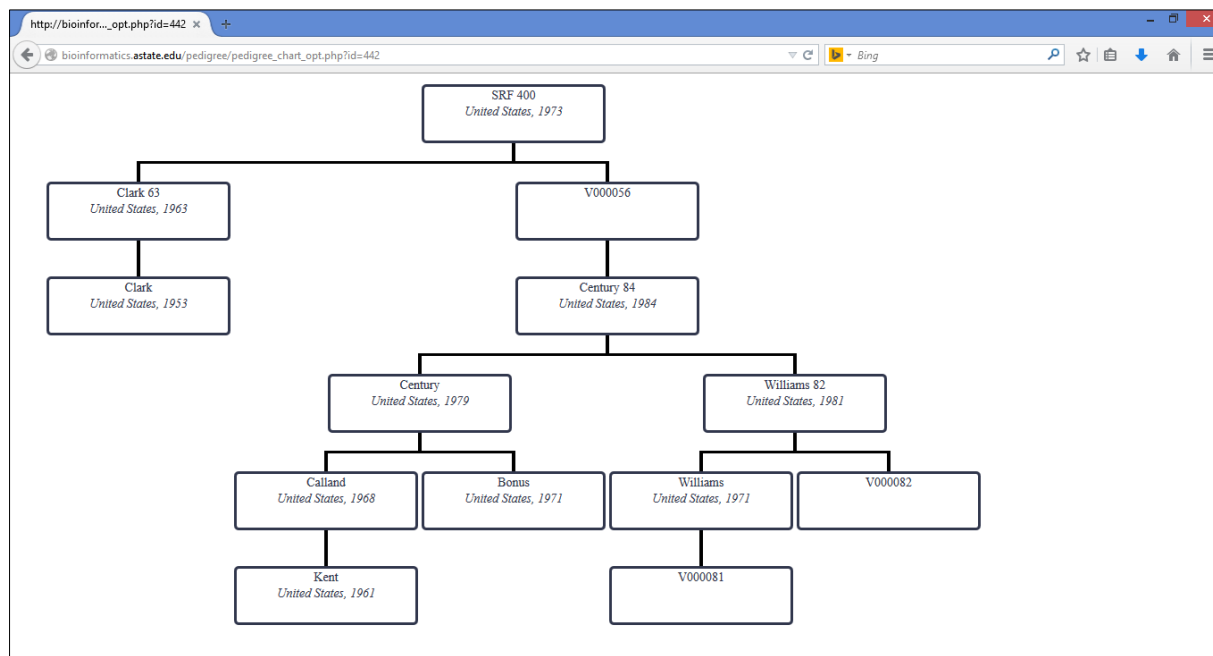 http://bioinfor..._opt.php?id=442
bioinformatics.astate.edu/pedigree/pedigree_chart_opt.php?id=442
Bing
SRF 400
United States, 1973
Clark 63
United States, 1963
V000056
Clark
United States, 1953
Century 84
United States, 1984
Century
United States, 1979
Williams 82
United States, 1981
Calland
United States, 1968
Bonus
United States, 1971
Williams
United States, 1971
V000082
Kent
United States, 1961
V000081